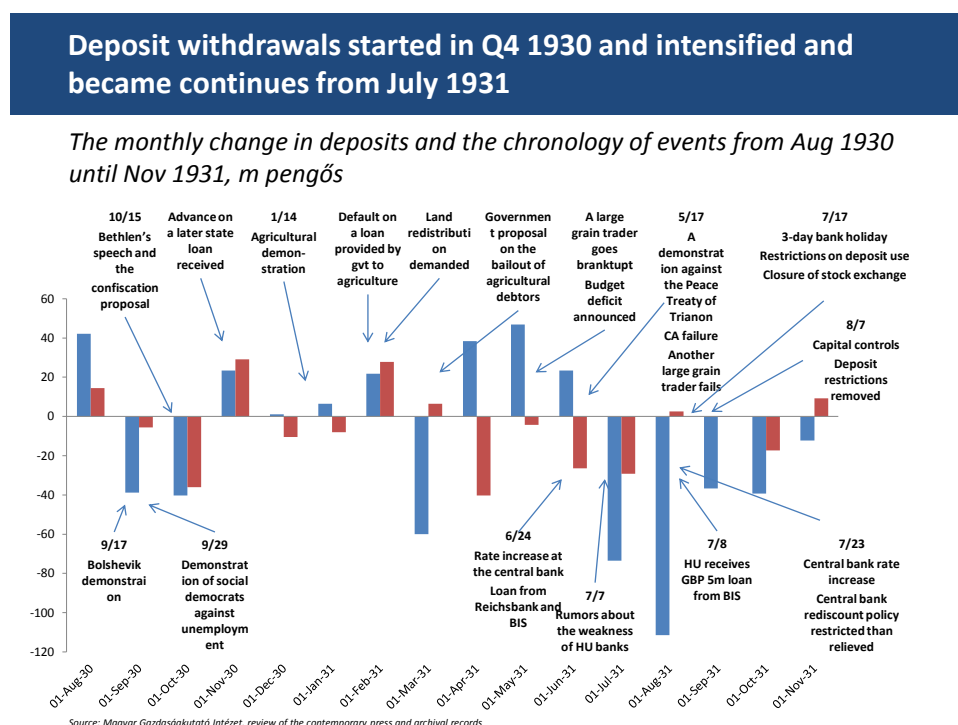 Deposit withdrawals started in Q4 1930 and intensified and
became continues from July 1931
The monthly change in deposits and the chronology of events from Aug 1930
until Nov 1931, m pengős
10/15
Bethlen's
speech and
the
confiscation
proposal
Advance on
a later state
loan
received
1/14
Agricultural
demon-
stration
Default on
a loan
provided by
gvt to
agriculture
Land
redistributi
on
demanded
Governmen
t proposal
on the
bailout of
agricultural
debtors
A large
grain trader
goes
branktupt
Budget
deficit
announced
5/17
A
demonstrat
ion against
the Peace
Treaty of
Trianon
CA failure
Another
large grain
trader fails
7/17
3-day bank holiday
Restrictions on deposit use
Closure of stock exchange
8/7
Capital controls
Deposit
restrictions
removed
60
40
20
0
-20
-40
-60
-80
-100
-120
9/17
Bolshevik
demonstrai
on
9/29
Demonstrat
ion of social
democrats
against
unemploym
ent
6/24
Rate increase at
the central bank
Loan from
Reichsbank and
BIS
7/7
Rumors about
the weakness
of HU banks
7/8
HU receives
GBP 5m loan
from BIS
7/23
Central bank rate
increase
Central bank
rediscount policy
restricted than
relieved
01-Aug-30
01-Sep-30
01-Oct-30
01-Nov-30
01-Dec-30
01-Jan-31
01-Feb-31
01-Mar-31
01-Apr-31
01-May-31
01-Jun-31
01-Jul-31
01-Aug-31
01-Sep-31
01-Oct-31
01-Nov-31
Source: Magyar Gazdaságkutató Intézet, review of the contemporary press and archival records